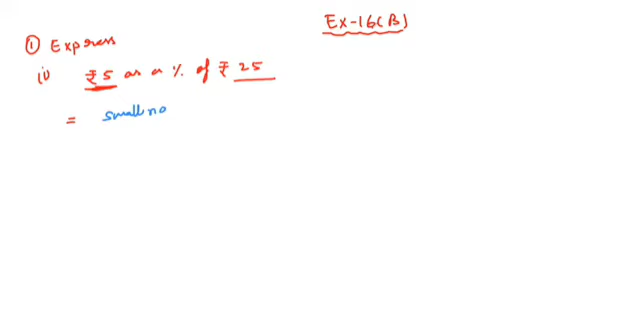 Ex-16(B)
① Express
(i) ₹5 as a % of ₹ 25
= small no